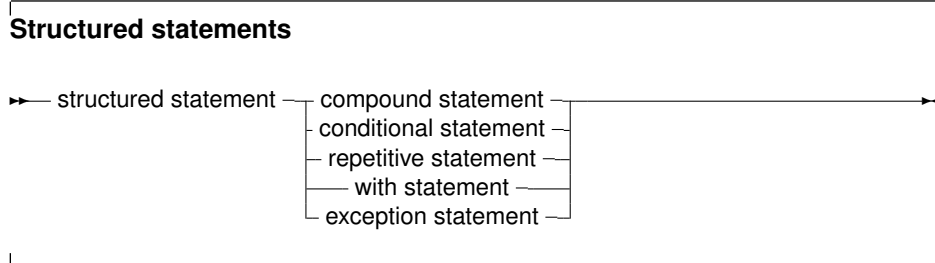 Structured statements
structured statement compound statement
conditional statement
repetitive statement
with statement
exception statement